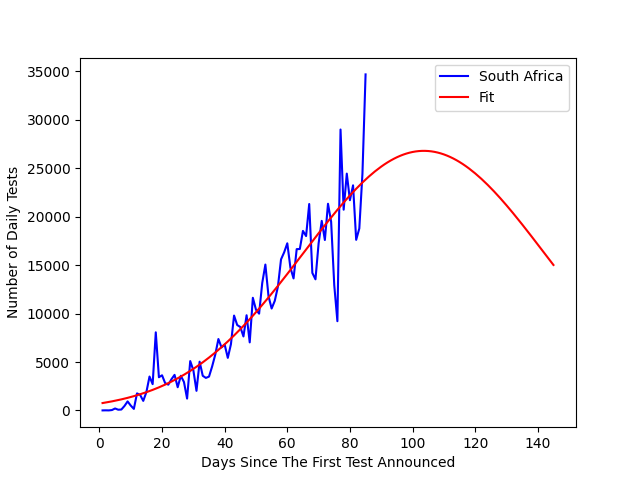 South Africa
Fit
35000
30000
25000
20000
15000
10000
5000
0
Number of Daily Tests
0 20 40 60 80 100 120 140
Days Since The First Test Announced